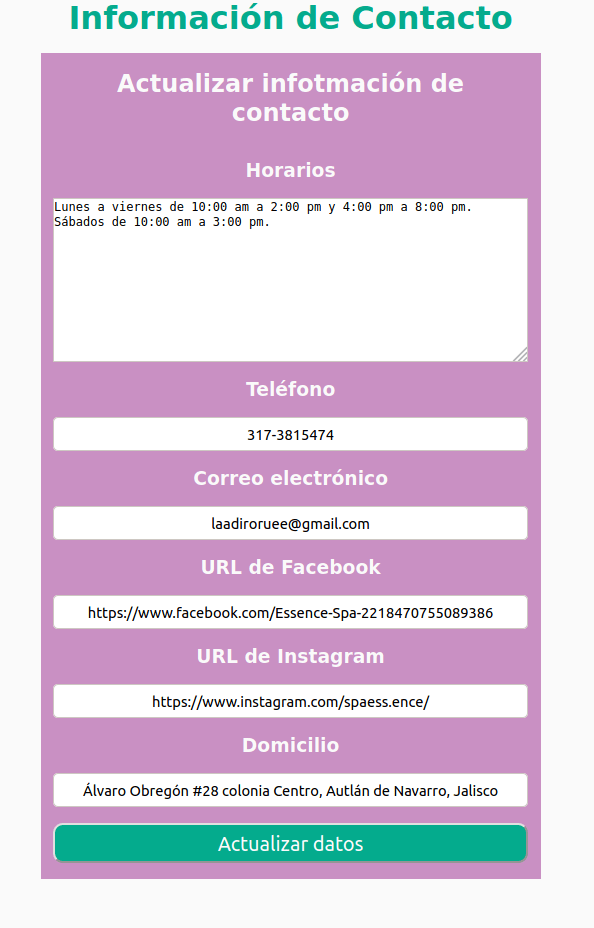 Información de Contacto
Actualizar infotmación de
contacto
Horarios
Lunes a viernes de 10:00 am a 2:00 pm y 4:00 pm a 8:00 pm.
Sábados de 10:00 am a 3:00 pm.
Teléfono
317-3815474
Correo electrónico
laadiroruee@gmail.com
URL de Facebook
https://www.facebook.com/Essence-Spa-2218470755089386
URL de Instagram
https://www.instagram.com/spaess.ence/
Domicilio
Álvaro Obregón #28 colonia Centro, Autlán de Navarro, Jalisco
Actualizar datos